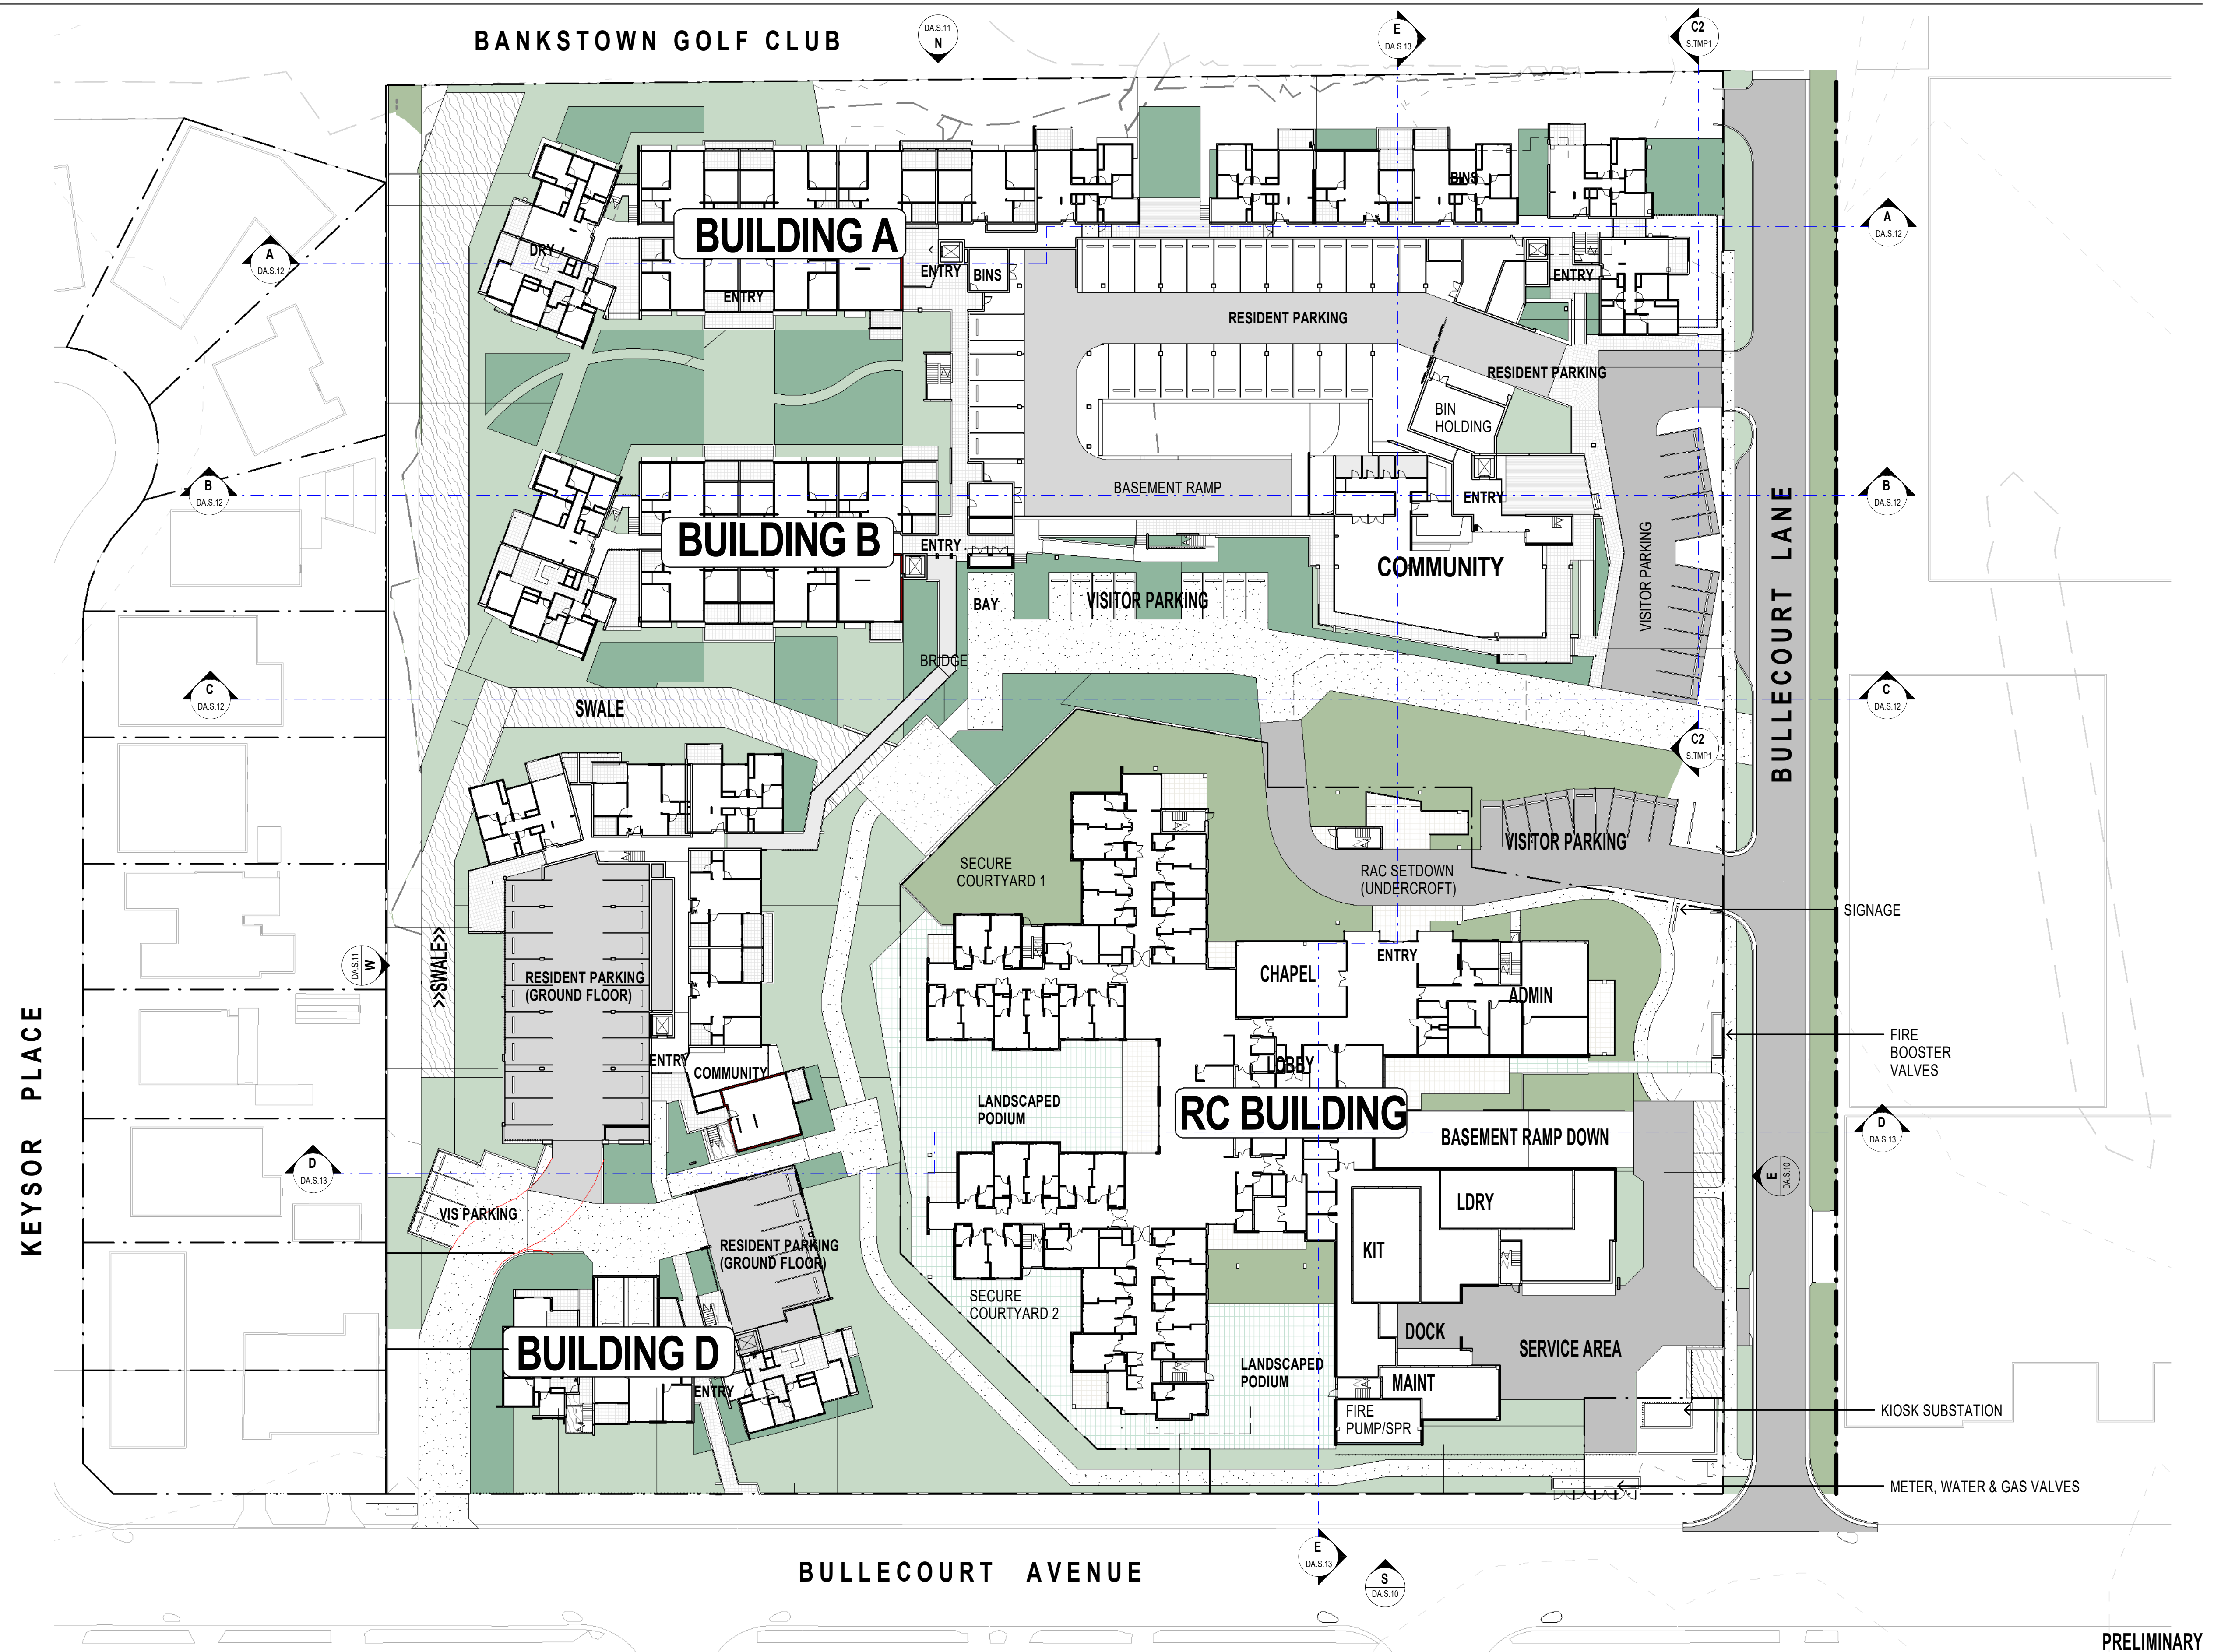 BANKSTOWN GOLF CLUB
DA.S.11
N
E
DA.S.13
C2
S.TMP1
BINS
A
DA.S.12
A
DA.S.12
BUILDING A
DRY
ENTRY
ENTRY
BINS
ENTRY
RESIDENT PARKING
RESIDENT PARKING
BIN
HOLDING
B
DA.S.12
BASEMENT RAMP
ENTRY
B
DA.S.12
BUILDING B
ENTRY
COMMUNITY
VISITOR PARKING
BULLECOURT LANE
BAY
VISITOR PARKING
BRIDGE
C
DA.S.12
C
DA.S.12
SWALE
C2
S.TMP1
SECURE
COURTYARD 1
VISITOR PARKING
RAC SETDOWN
(UNDERCROFT)
SIGNAGE
DA.S.11
W
>>SWALE>>
RESIDENT PARKING
(GROUND FLOOR)
CHAPEL
ENTRY
ADMIN
KEYSOR PLACE
ENTRY
COMMUNITY
LOBBY
FIRE
BOOSTER
VALVES
LANDSCAPED
PODIUM
RC BUILDING
BASEMENT RAMP DOWN
D
DA.S.13
D
DA.S.13
E
DA.S.10
VIS PARKING
LDRY
RESIDENT PARKING
(GROUND FLOOR)
KIT
SECURE
COURTYARD 2
BUILDING D
DOCK
SERVICE AREA
LANDSCAPED
PODIUM
MAINT
ENTRY
FIRE
PUMP/SPR
KIOSK SUBSTATION
METER, WATER & GAS VALVES
BULLECOURT AVENUE
E
DA.S.13
S
DA.S.10
PRELIMINARY